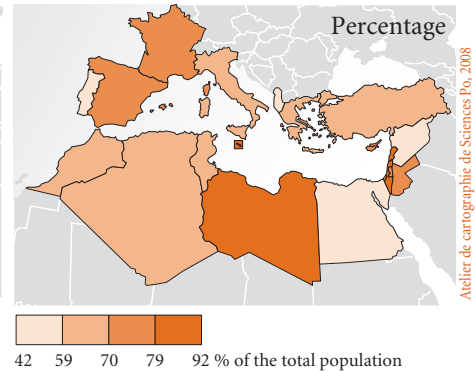 Percentage
Atelier de cartographie de Sciences Po, 2008
42 59 70 79 92 % of the total population